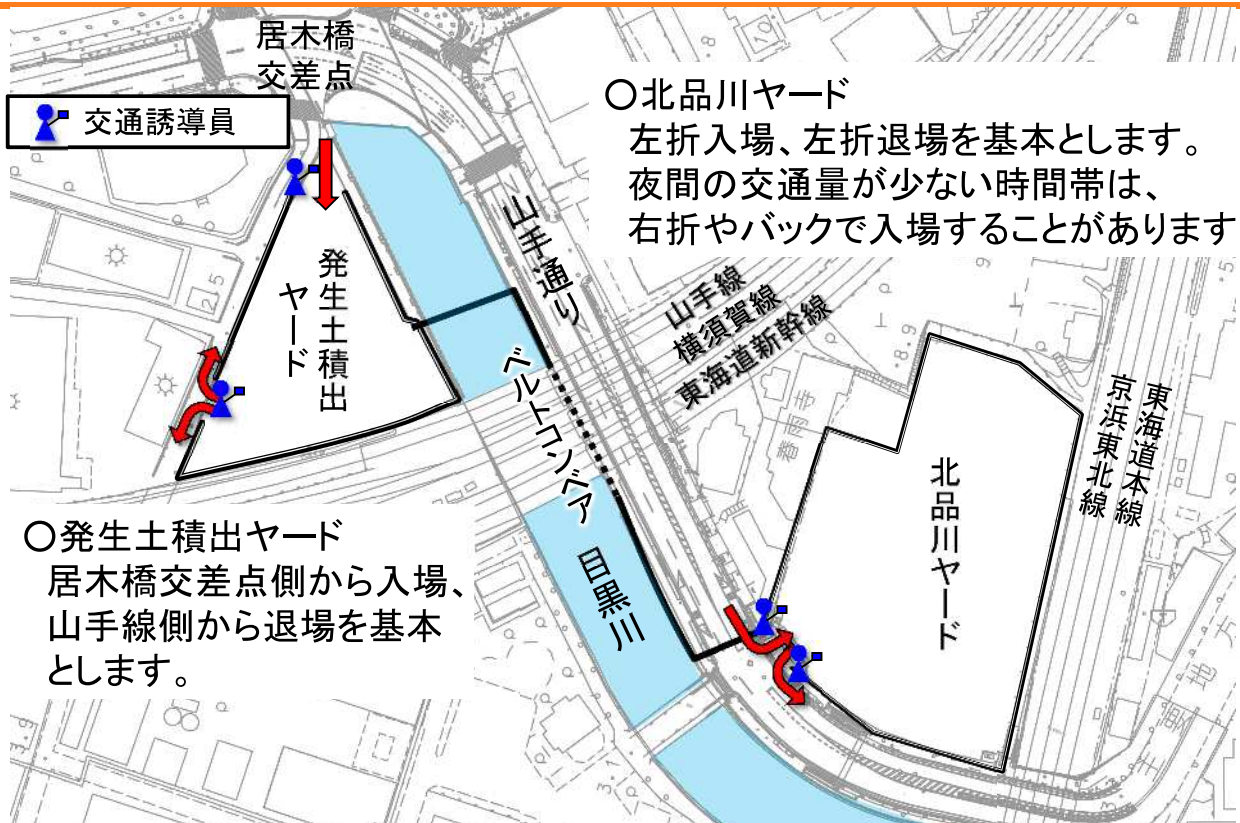 居木橋
交差点
交通誘導員
○北品川ヤード
左折入場、左折退場を基本とします。
夜間の交通量が少ない時間帯は、
右折やバックで入場することがあります
山手通り
発生土積出
ヤード
山手線
横須賀線
東海道新幹線
ベルトコンベア
春雨寺
東海道本線
京浜東北線
北品川ヤード
目黒川
○発生土積出ヤード
居木橋交差点側から入場、
山手線側から退場を基本
とします。